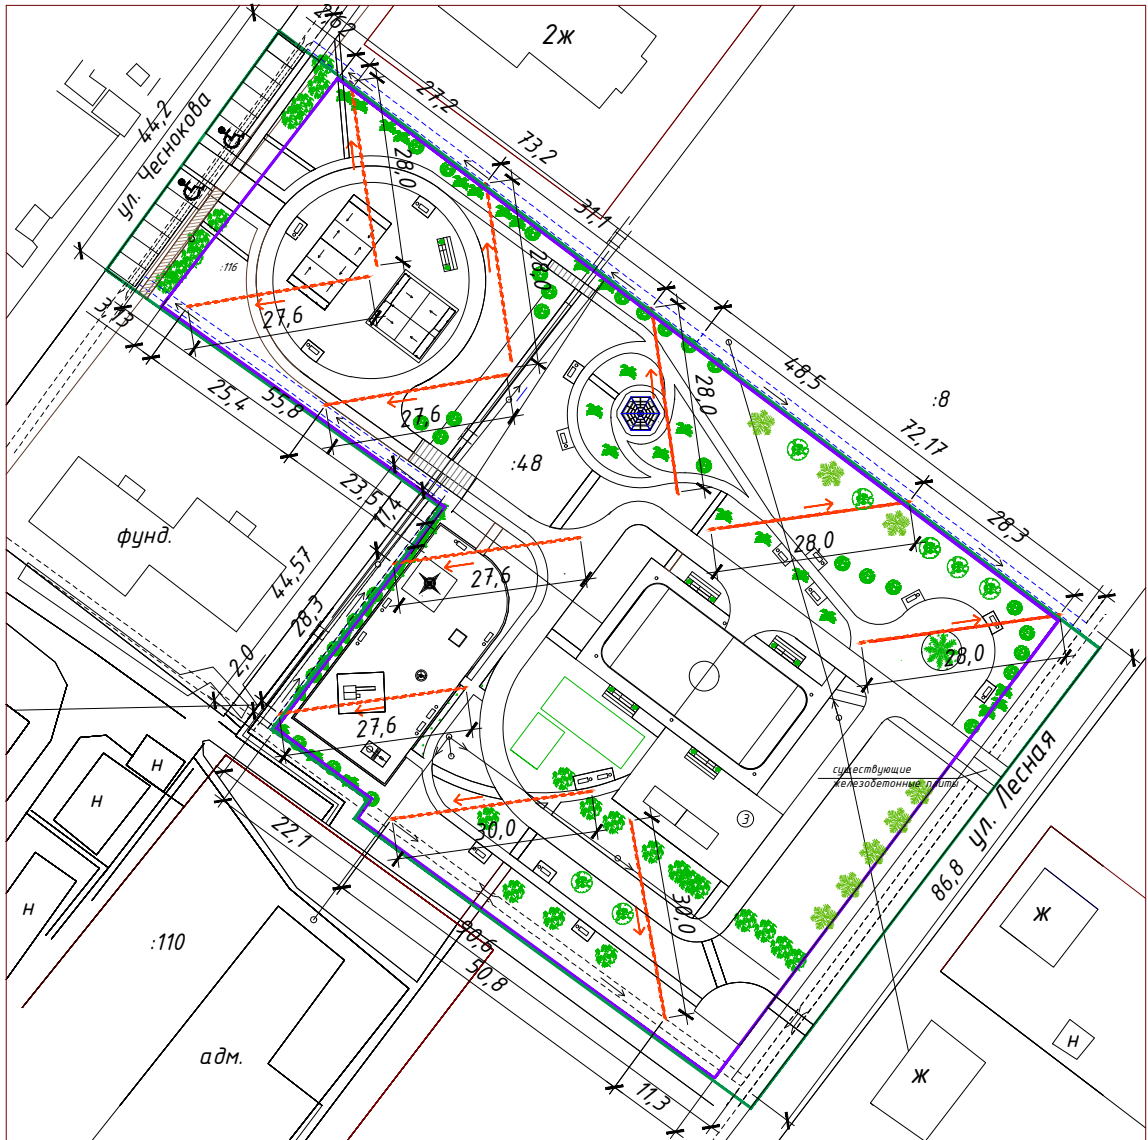 2ж
27,2
44,2
ул. Чеснокова
73,2
28,0
31,1
28,0
:116
27,6
3,13
48,5
:8
25,4
55,8
28,0
27,6
72,17
:48
23,5
11,4
28,3
фунд.
28,0
44,57
27,6
28,3
2,0
28,0
27,6
существующие
железобетонные плиты
ул. Лесная
н
н
3
22,1
30,0
86,8
30,0
н
ж
:110
90,6
50,8
адм.
н
ж
11,3